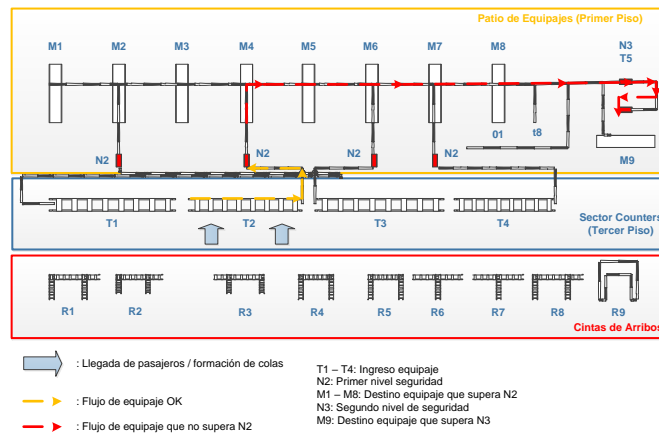 Patio de Equipajes (Primer Piso)
M1 M2 M3 M4 M5 M6 M7 M8 N3
T5
01 t8
N2 N2 N2 N2 M9
T1 T2 T3 T4 Sector Counters
(Tercer Piso)
R1 R2 R3 R4 R5 R6 R7 R8 R9
Cintas de Arribos
: Llegada de pasajeros / formación de colas
: Flujo de equipaje OK
: Flujo de equipaje que no supera N2
T1 – T4: Ingreso equipaje
N2: Primer nivel seguridad
M1 – M8: Destino equipaje que supera N2
N3: Segundo nivel de seguridad
M9: Destino equipaje que supera N3